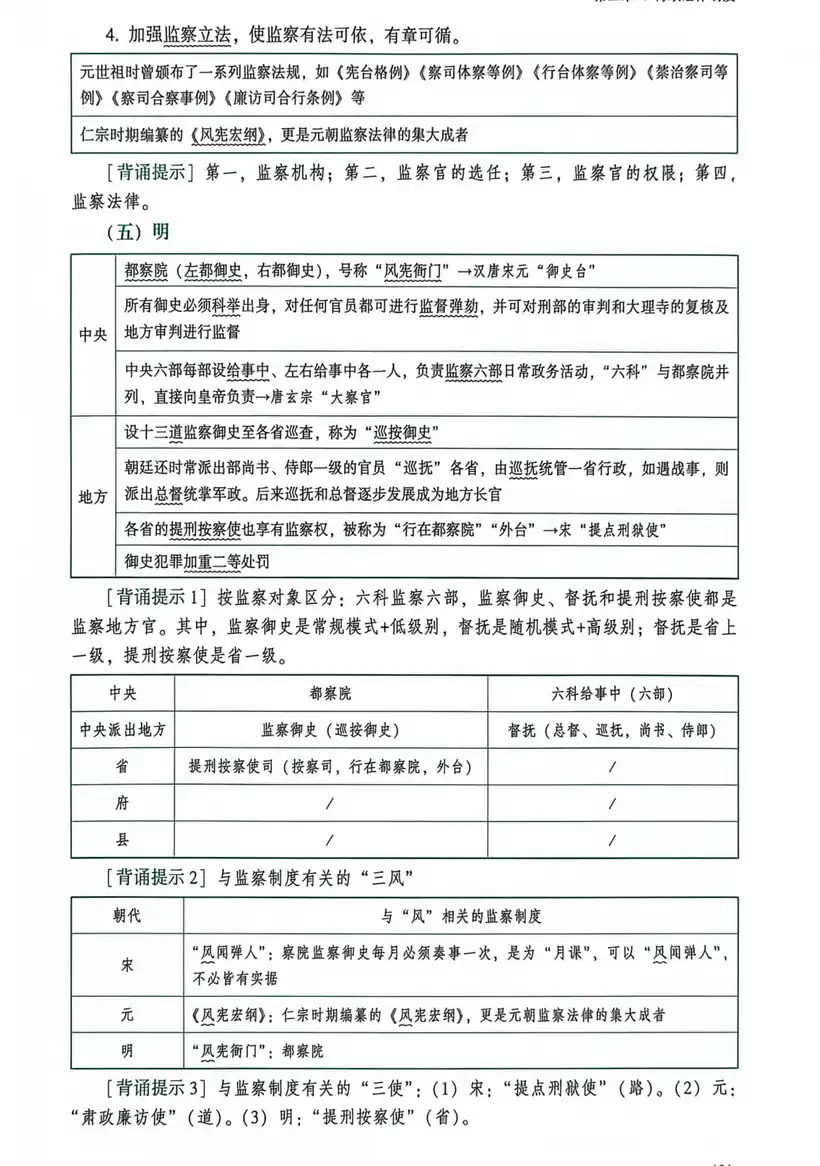 4. 加强监察立法，使监察有法可依，有章可循。
元世祖时曾颁布了一系列监察法规，如《宪台格例》《察司体察等例》《行台体察等例》《禁治察司等
例》《察司合察事例》《廉访司合行条例》等
仁宗时期编纂的《风宪宏纲》，更是元朝监察法律的集大成者
［背诵提示］第一，监察机构；第二，监察官的选任；第三，监察官的权限；第四，
监察法律。
（五）明
中央
都察院（左都御史，右都御史），号称“风宪衙门”→汉唐宋元“御史台”
所有御史必须科举出身，对任何官员都可进行监督弹劾，并可对刑部的审判和大理寺的复核及
地方审判进行监督
中央六部每部设给事中、左右给事中各一人，负责监察六部日常政务活动，“六科”与都察院并
列，直接向皇帝负责→唐玄宗“大察官”
地方
设十三道监察御史至各省巡查，称为“巡按御史”
朝廷还时常派出部尚书、侍郎一级的官员“巡抚”各省，由巡抚统管一省行政，如遇战事，则
派出总督统掌军政。后来巡抚和总督逐步发展成为地方长官
各省的提刑按察使也享有监察权，被称为“行在都察院”“外台”→宋“提点刑狱使”
御史犯罪加重二等处罚
［背诵提示1］按监察对象区分：六科监察六部，监察御史、督抚和提刑按察使都是
监察地方官。其中，监察御史是常规模式+低级别，督抚是随机模式+高级别；督抚是省上
一级，提刑按察使是省一级。
中央 都察院 六科给事中（六部）
中央派出地方 监察御史（巡按御史） 督抚（总督、巡抚，尚书、侍郎）
省 提刑按察使司（按察司，行在都察院，外台） /
府 / /
县 / /
［背诵提示2］与监察制度有关的“三风”
朝代 与“风”相关的监察制度
宋
“风闻弹人”：察院监察御史每月必须奏事一次，是为“月课”，可以“风闻弹人”，
不必皆有实据
元 《风宪宏纲》：仁宗时期编纂的《风宪宏纲》，更是元朝监察法律的集大成者
明 “风宪衙门”：都察院
［背诵提示3］与监察制度有关的“三使”：（1）宋：“提点刑狱使”（路）。（2）元：
“肃政廉访使”（道）。（3）明：“提刑按察使”（省）。